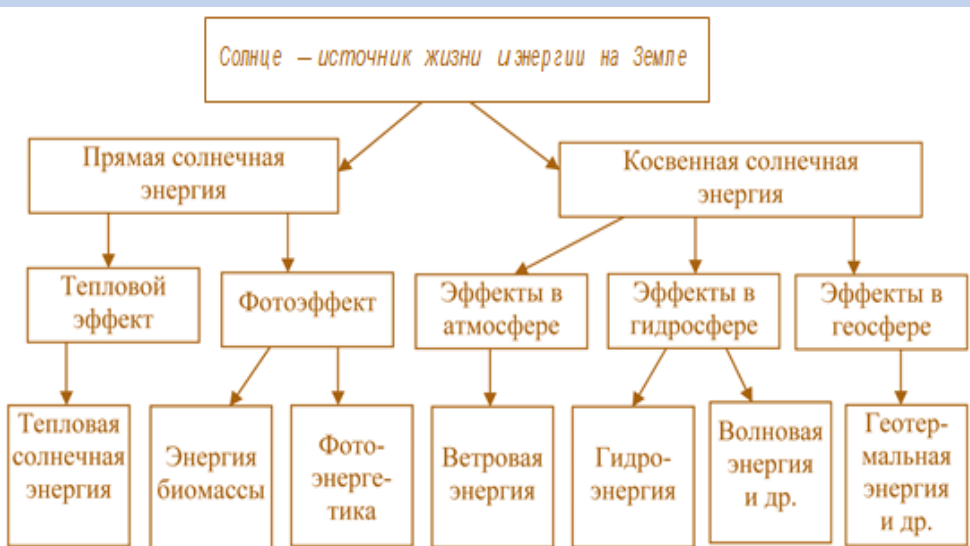 Солнце – источник жизни и энергии на Земле
Прямая солнечная
энергия
Косвенная солнечная
энергия
Тепловой
эффект
Фотоэффект
Эффекты в
атмосфере
Эффекты в
гидросфере
Эффекты в
геосфере
Тепловая
солнечная
энергия
Энергия
биомассы
Фото-
энерге-
тика
Ветровая
энергия
Гидро-
энергия
Волновая
энергия
и др.
Геотер-
мальная
энергия
и др.